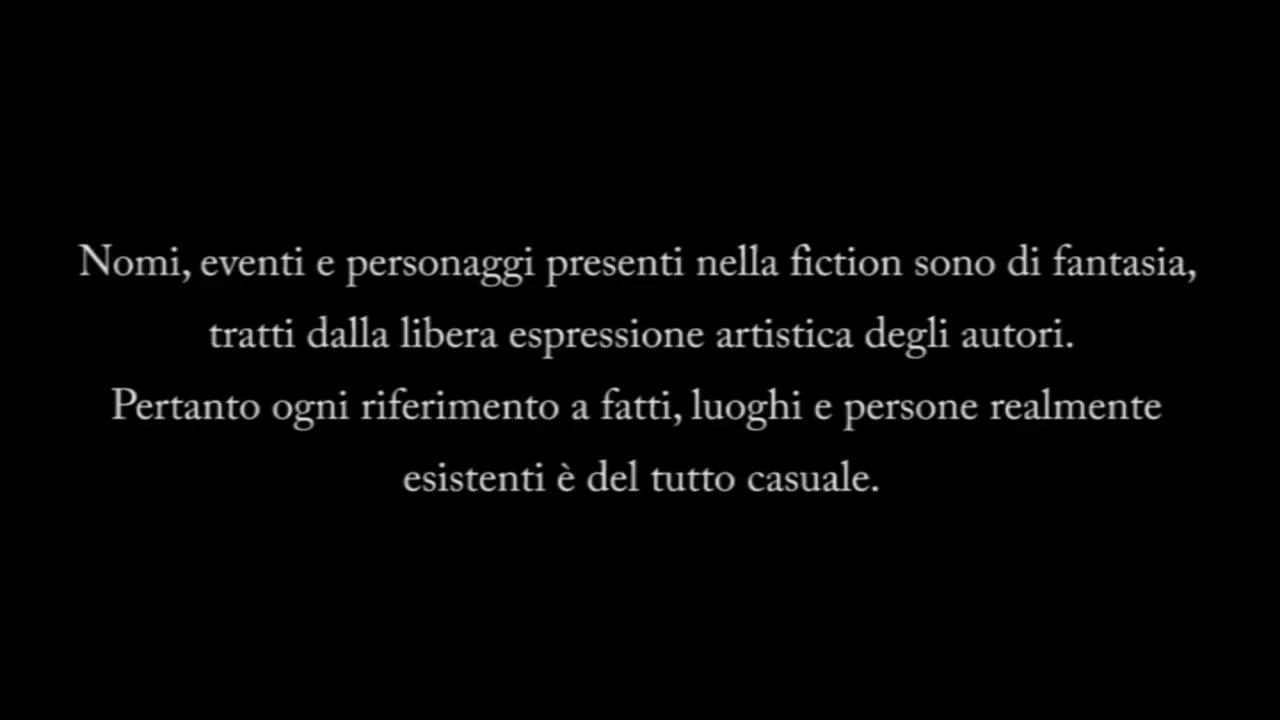 Nomi, eventi e personaggi presenti nella fiction sono di fantasia,
tratti dalla libera espressione artistica degli autori.
Pertanto ogni riferimento a fatti, luoghi e persone realmente
esistenti è del tutto casuale.